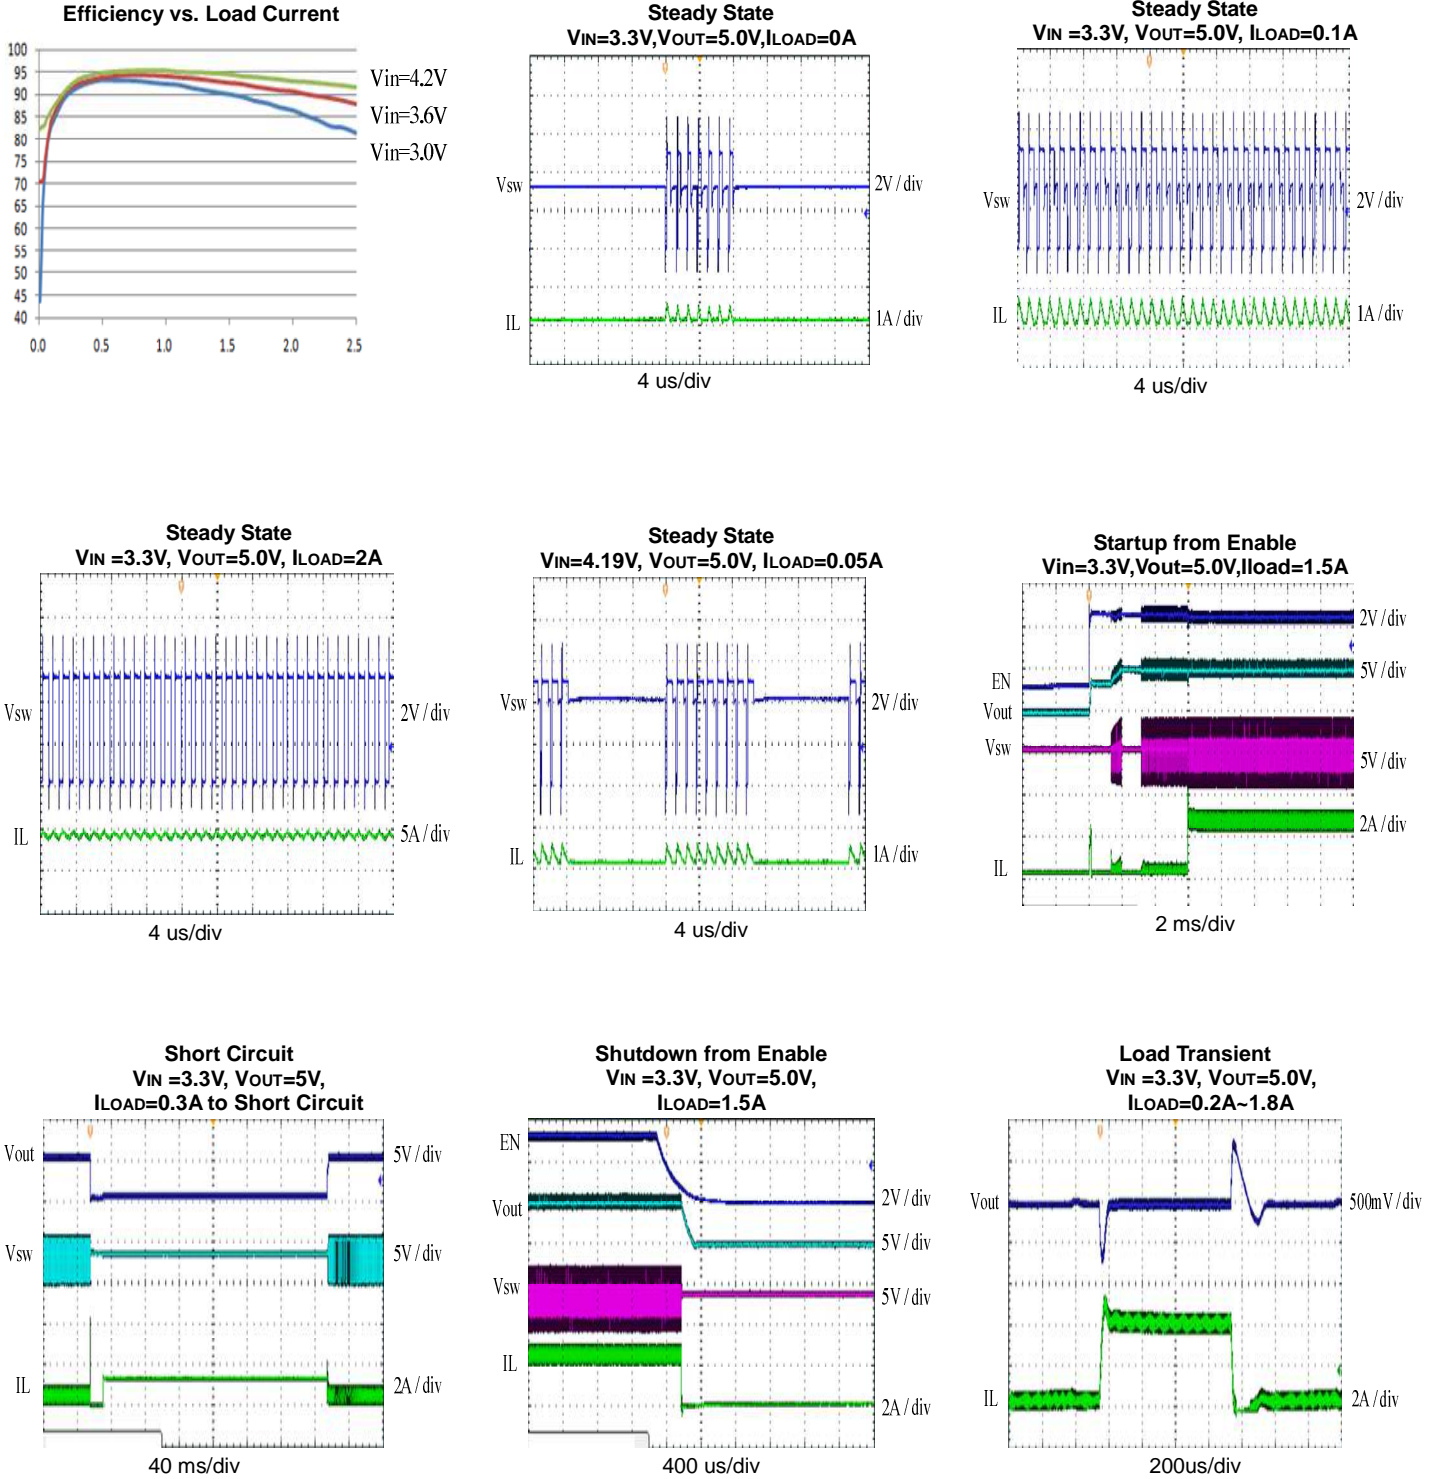 Efficiency vs. Load Current
100
95
90
85
80
75
70
65
60
55
50
45
40
0.0 0.5 1.0 1.5 2.0 2.5
Vin=4.2V
Vin=3.6V
Vin=3.0V
Steady State
VIN=3.3V,VOUT=5.0V,ILOAD=0A
Vsw 2V/div
IL 1A/div
4 us/div
Steady State
VIN =3.3V, VOUT=5.0V, ILOAD=0.1A
Vsw 2V/div
IL 1A/div
4 us/div
Steady State
VIN =3.3V, VOUT=5.0V, ILOAD=2A
Vsw 2V/div
IL 5A/div
4 us/div
Steady State
VIN=4.19V, VOUT=5.0V, ILOAD=0.05A
Vsw 2V/div
IL 1A/div
4 us/div
Startup from Enable
Vin=3.3V,Vout=5.0V,Iload=1.5A
2V/div
EN 5V/div
Vout
Vsw 5V/div
2A/div
IL
2 ms/div
Short Circuit
VIN =3.3V, VOUT=5V,
ILOAD=0.3A to Short Circuit
Vout 5V/div
Vsw 5V/div
IL 2A/div
40 ms/div
Shutdown from Enable
VIN =3.3V, VOUT=5.0V,
ILOAD=1.5A
EN
2V/div
Vout
5V/div
Vsw 5V/div
IL
2A/div
400 us/div
Load Transient
VIN =3.3V, VOUT=5.0V,
ILOAD=0.2A~1.8A
Vout 500mV/div
IL 2A/div
200us/div